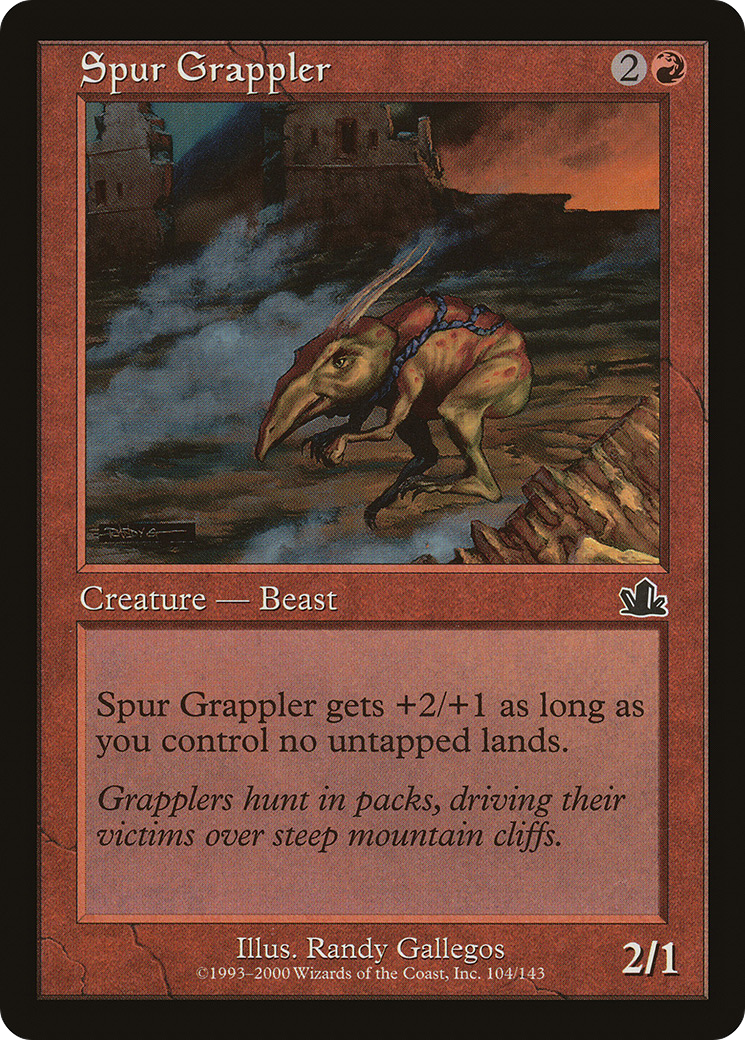 Spur Grappler 2
Creature — Beast
Spur Grappler gets +2/+1 as long as
you control no untapped lands.
Grapplers hunt in packs, driving their
victims over steep mountain cliffs.
Illus. Randy Gallegos
©1993–2000 Wizards of the Coast, Inc. 104/143
2/1